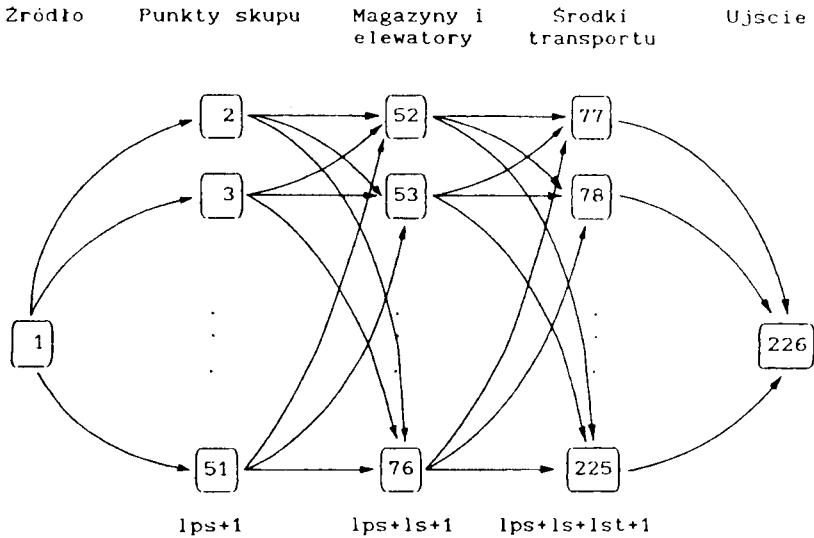 Źródło Punkty skupu Magazyny i Środki Ujście
elewatory transportu
2 52 77
3 53 78
1 226
51 76 225
lps+1 lps+ls+1 lps+ls+lst+1